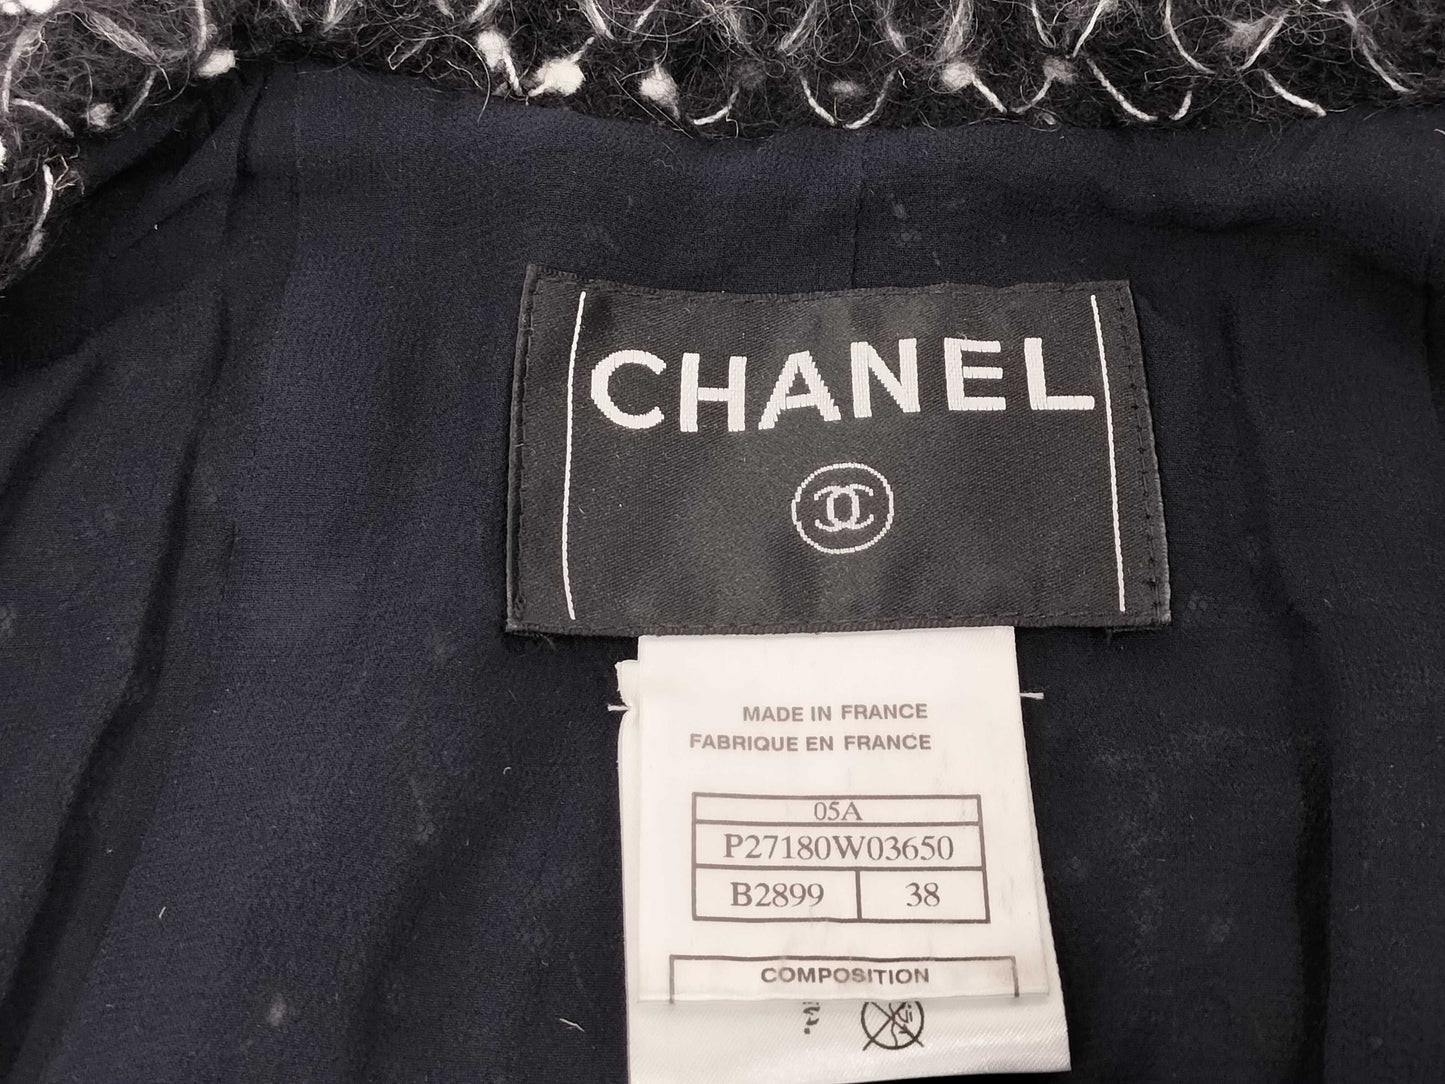 CHANEL
MADE IN FRANCE
FABRIQUE EN FRANCE
05A
P27180W03650
B2899 38
COMPOSITION